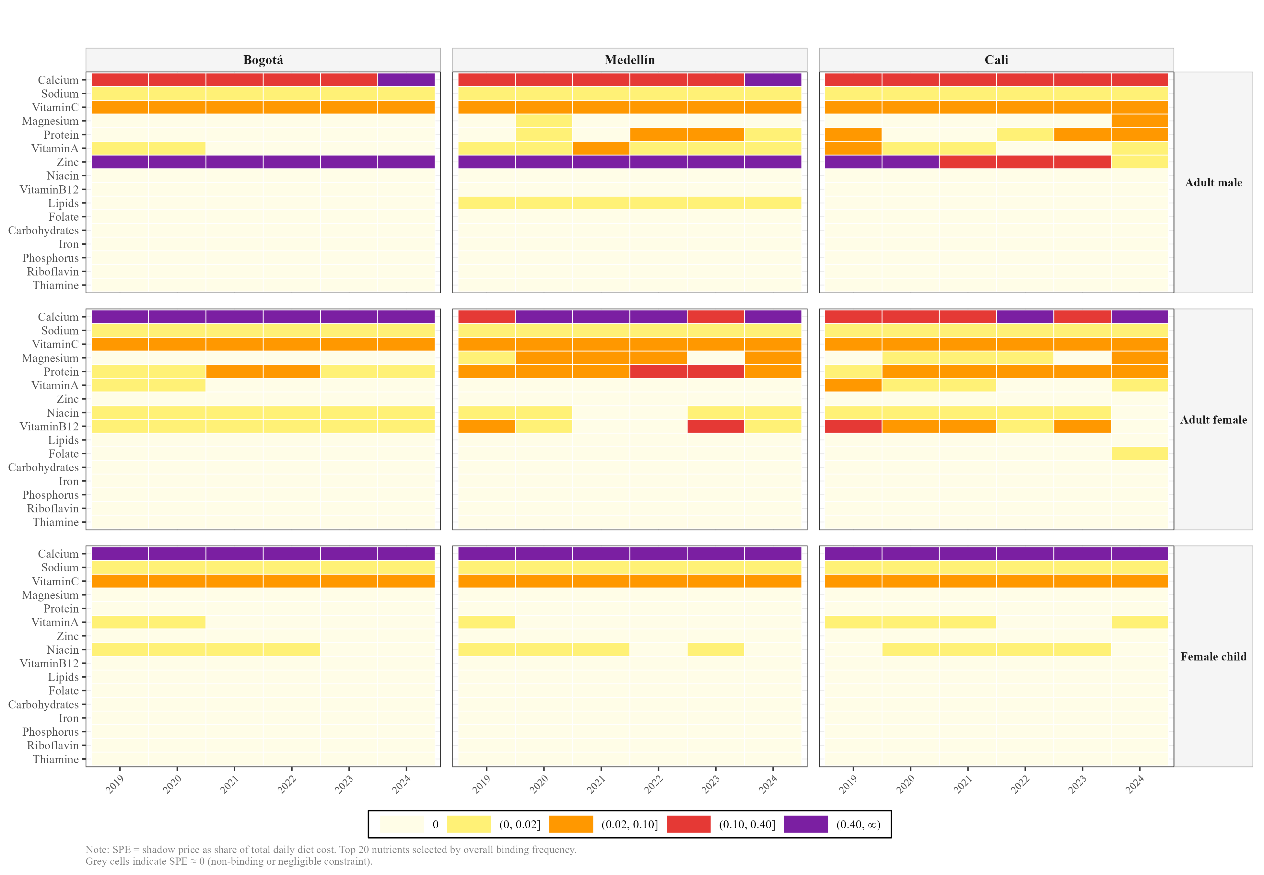 Bogotá
Medellín
Cali
Calcium
Sodium
VitaminC
Magnesium
Protein
VitaminA
Zinc
Niacin
VitaminB12
Lipids
Folate
Carbohydrates
Iron
Phosphorus
Riboflavin
Thiamine
Adult male
Calcium
Sodium
VitaminC
Magnesium
Protein
VitaminA
Zinc
Niacin
VitaminB12
Lipids
Folate
Carbohydrates
Iron
Phosphorus
Riboflavin
Thiamine
Adult female
Calcium
Sodium
VitaminC
Magnesium
Protein
VitaminA
Zinc
Niacin
VitaminB12
Lipids
Folate
Carbohydrates
Iron
Phosphorus
Riboflavin
Thiamine
Female child
2019 2020 2021 2022 2023 2024
2019 2020 2021 2022 2023 2024
2019 2020 2021 2022 2023 2024
0 (0, 0.02] (0.02, 0.10] (0.10, 0.40] (0.40, ∞)
Note: SPE = shadow price as share of total daily diet cost. Top 20 nutrients selected by overall binding frequency.
Grey cells indicate SPE ≈ 0 (non-binding or negligible constraint).